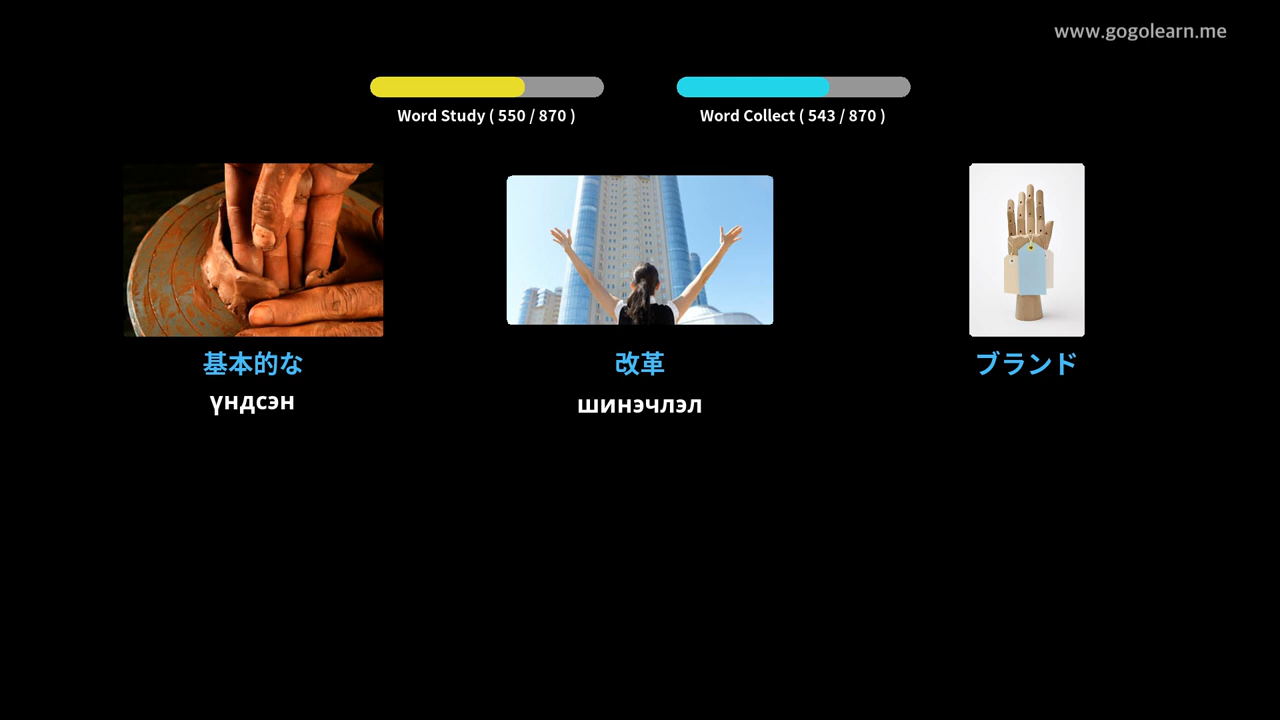 www.gogolearn.me
Word Study ( 550 / 870 )
Word Collect ( 543 / 870 )
基本的な
үндсэн
改革
шинэчлэл
ブランド